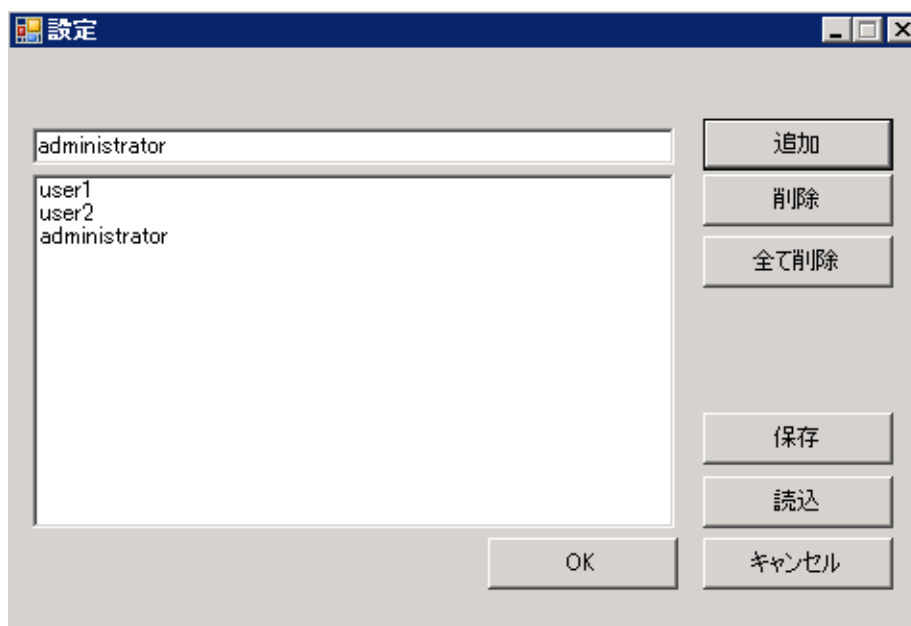 設定
administrator
追加
user1
user2
administrator
削除
全て削除
保存
読込
OK
キャンセル